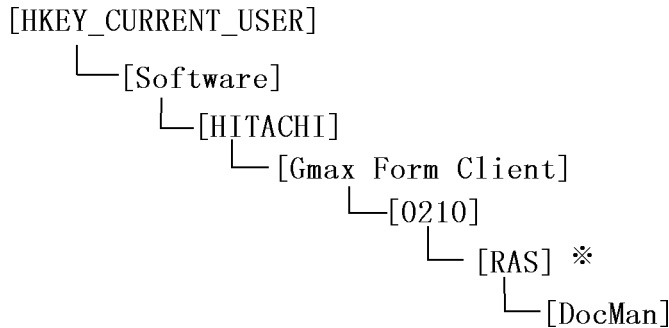 [HKEY_CURRENT_USER]
[Software]
[HITACHI]
[Gmax Form Client]
[0210]
[RAS] ※
[DocMan]